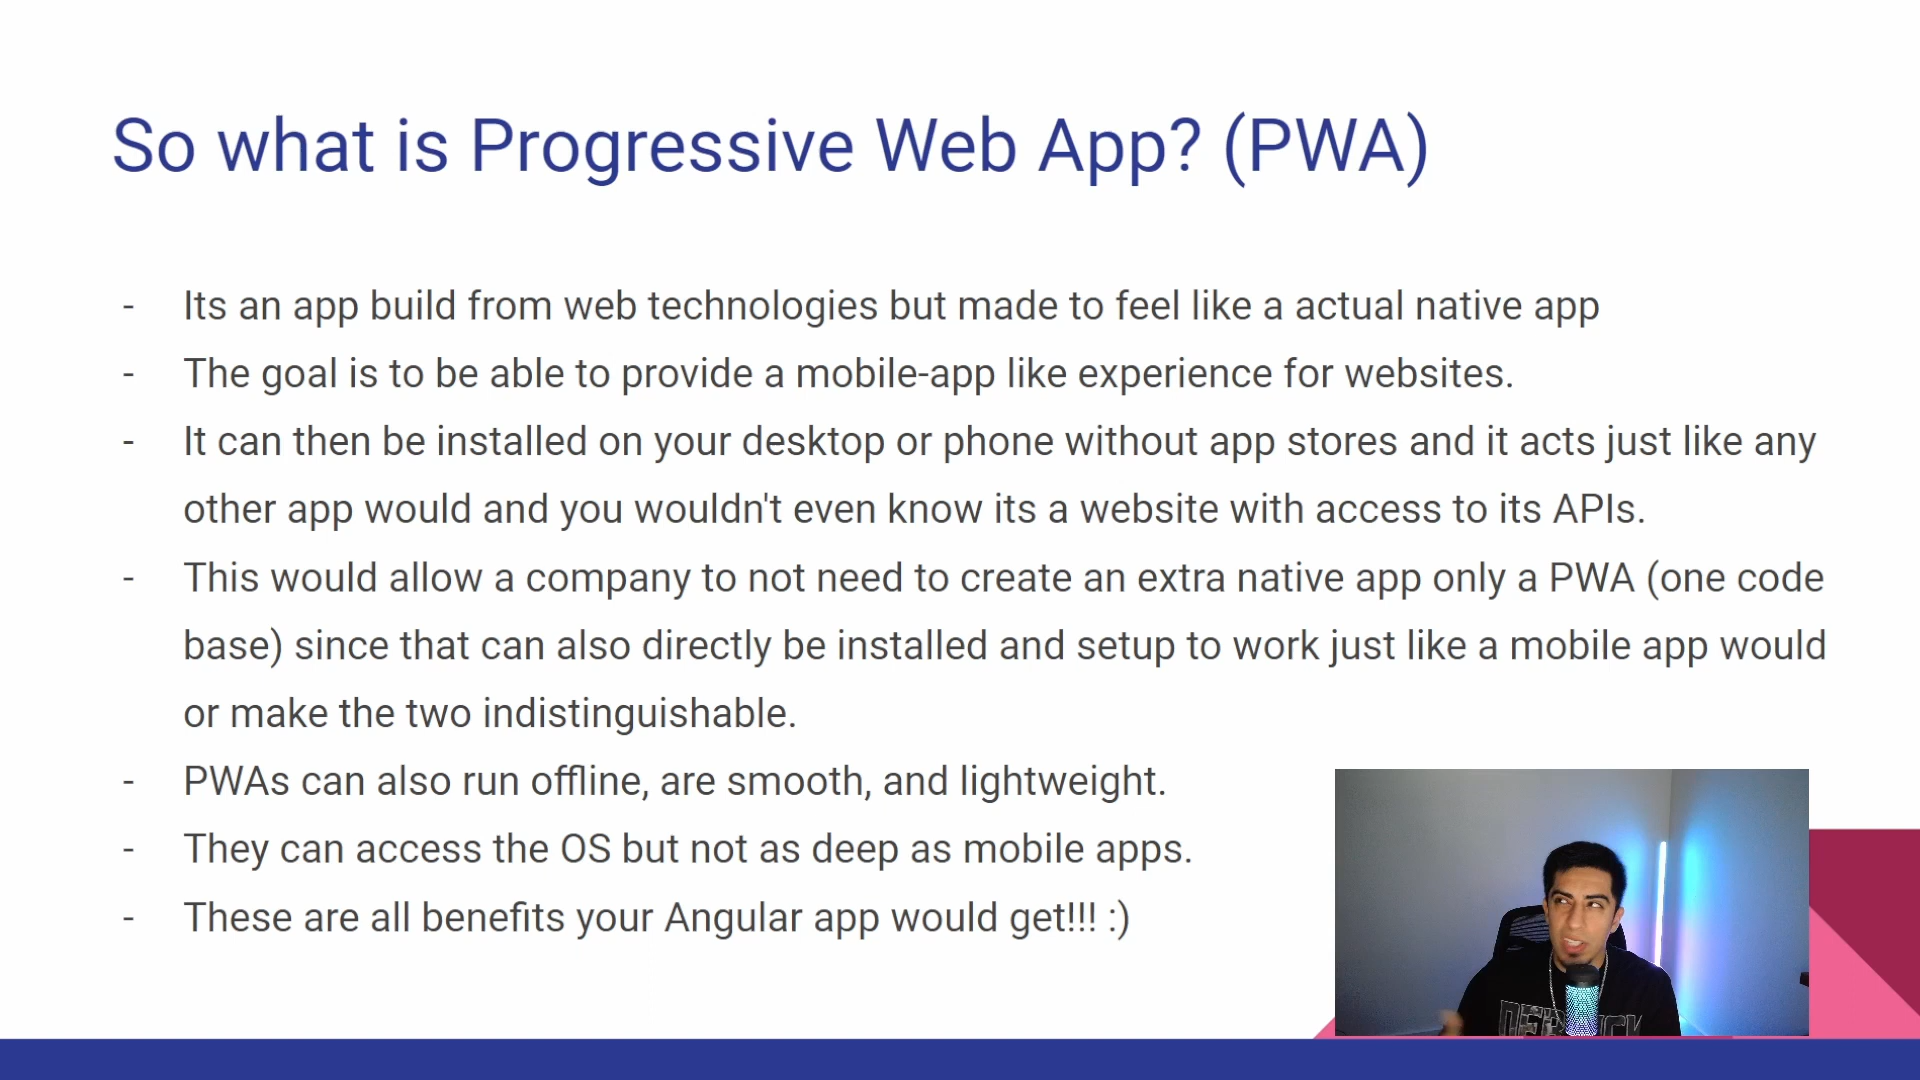 So what is Progressive Web App? (PWA)
- Its an app build from web technologies but made to feel like a actual native app
- The goal is to be able to provide a mobile-app like experience for websites.
- It can then be installed on your desktop or phone without app stores and it acts just like any
other app would and you wouldn't even know its a website with access to its APIs.
- This would allow a company to not need to create an extra native app only a PWA (one code
base) since that can also directly be installed and setup to work just like a mobile app would
or make the two indistinguishable.
- PWAs can also run offline, are smooth, and lightweight.
- They can access the OS but not as deep as mobile apps.
- These are all benefits your Angular app would get!!! :)